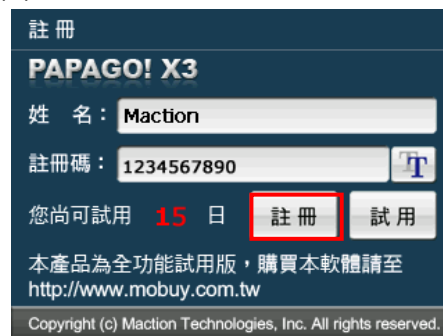 註冊
PAPAGO! X3
姓 名： Maction
註冊碼： 1234567890 Tr
您尚可試用 15 日 註冊 試用
本產品為全功能試用版，購買本軟體請至
http://www.mobuy.com.tw
Copyright (c) Maction Technologies, Inc. All rights reserved.